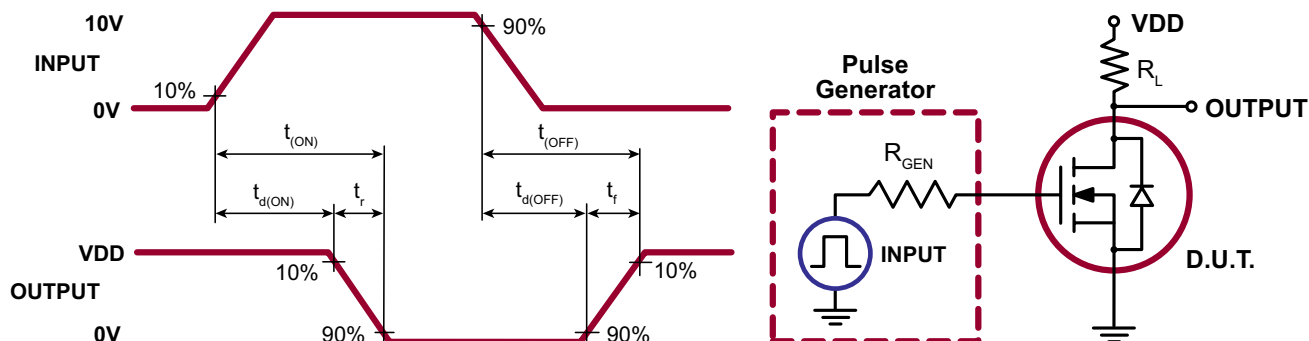 10V
INPUT
10%
0V
90%
t(ON)
t(OFF)
td(ON)
tr
td(OFF)
tf
VDD
10%
OUTPUT
90%
0V
90%
10%
Pulse
Generator
RGEN
INPUT
VDD
RL
OUTPUT
D.U.T.